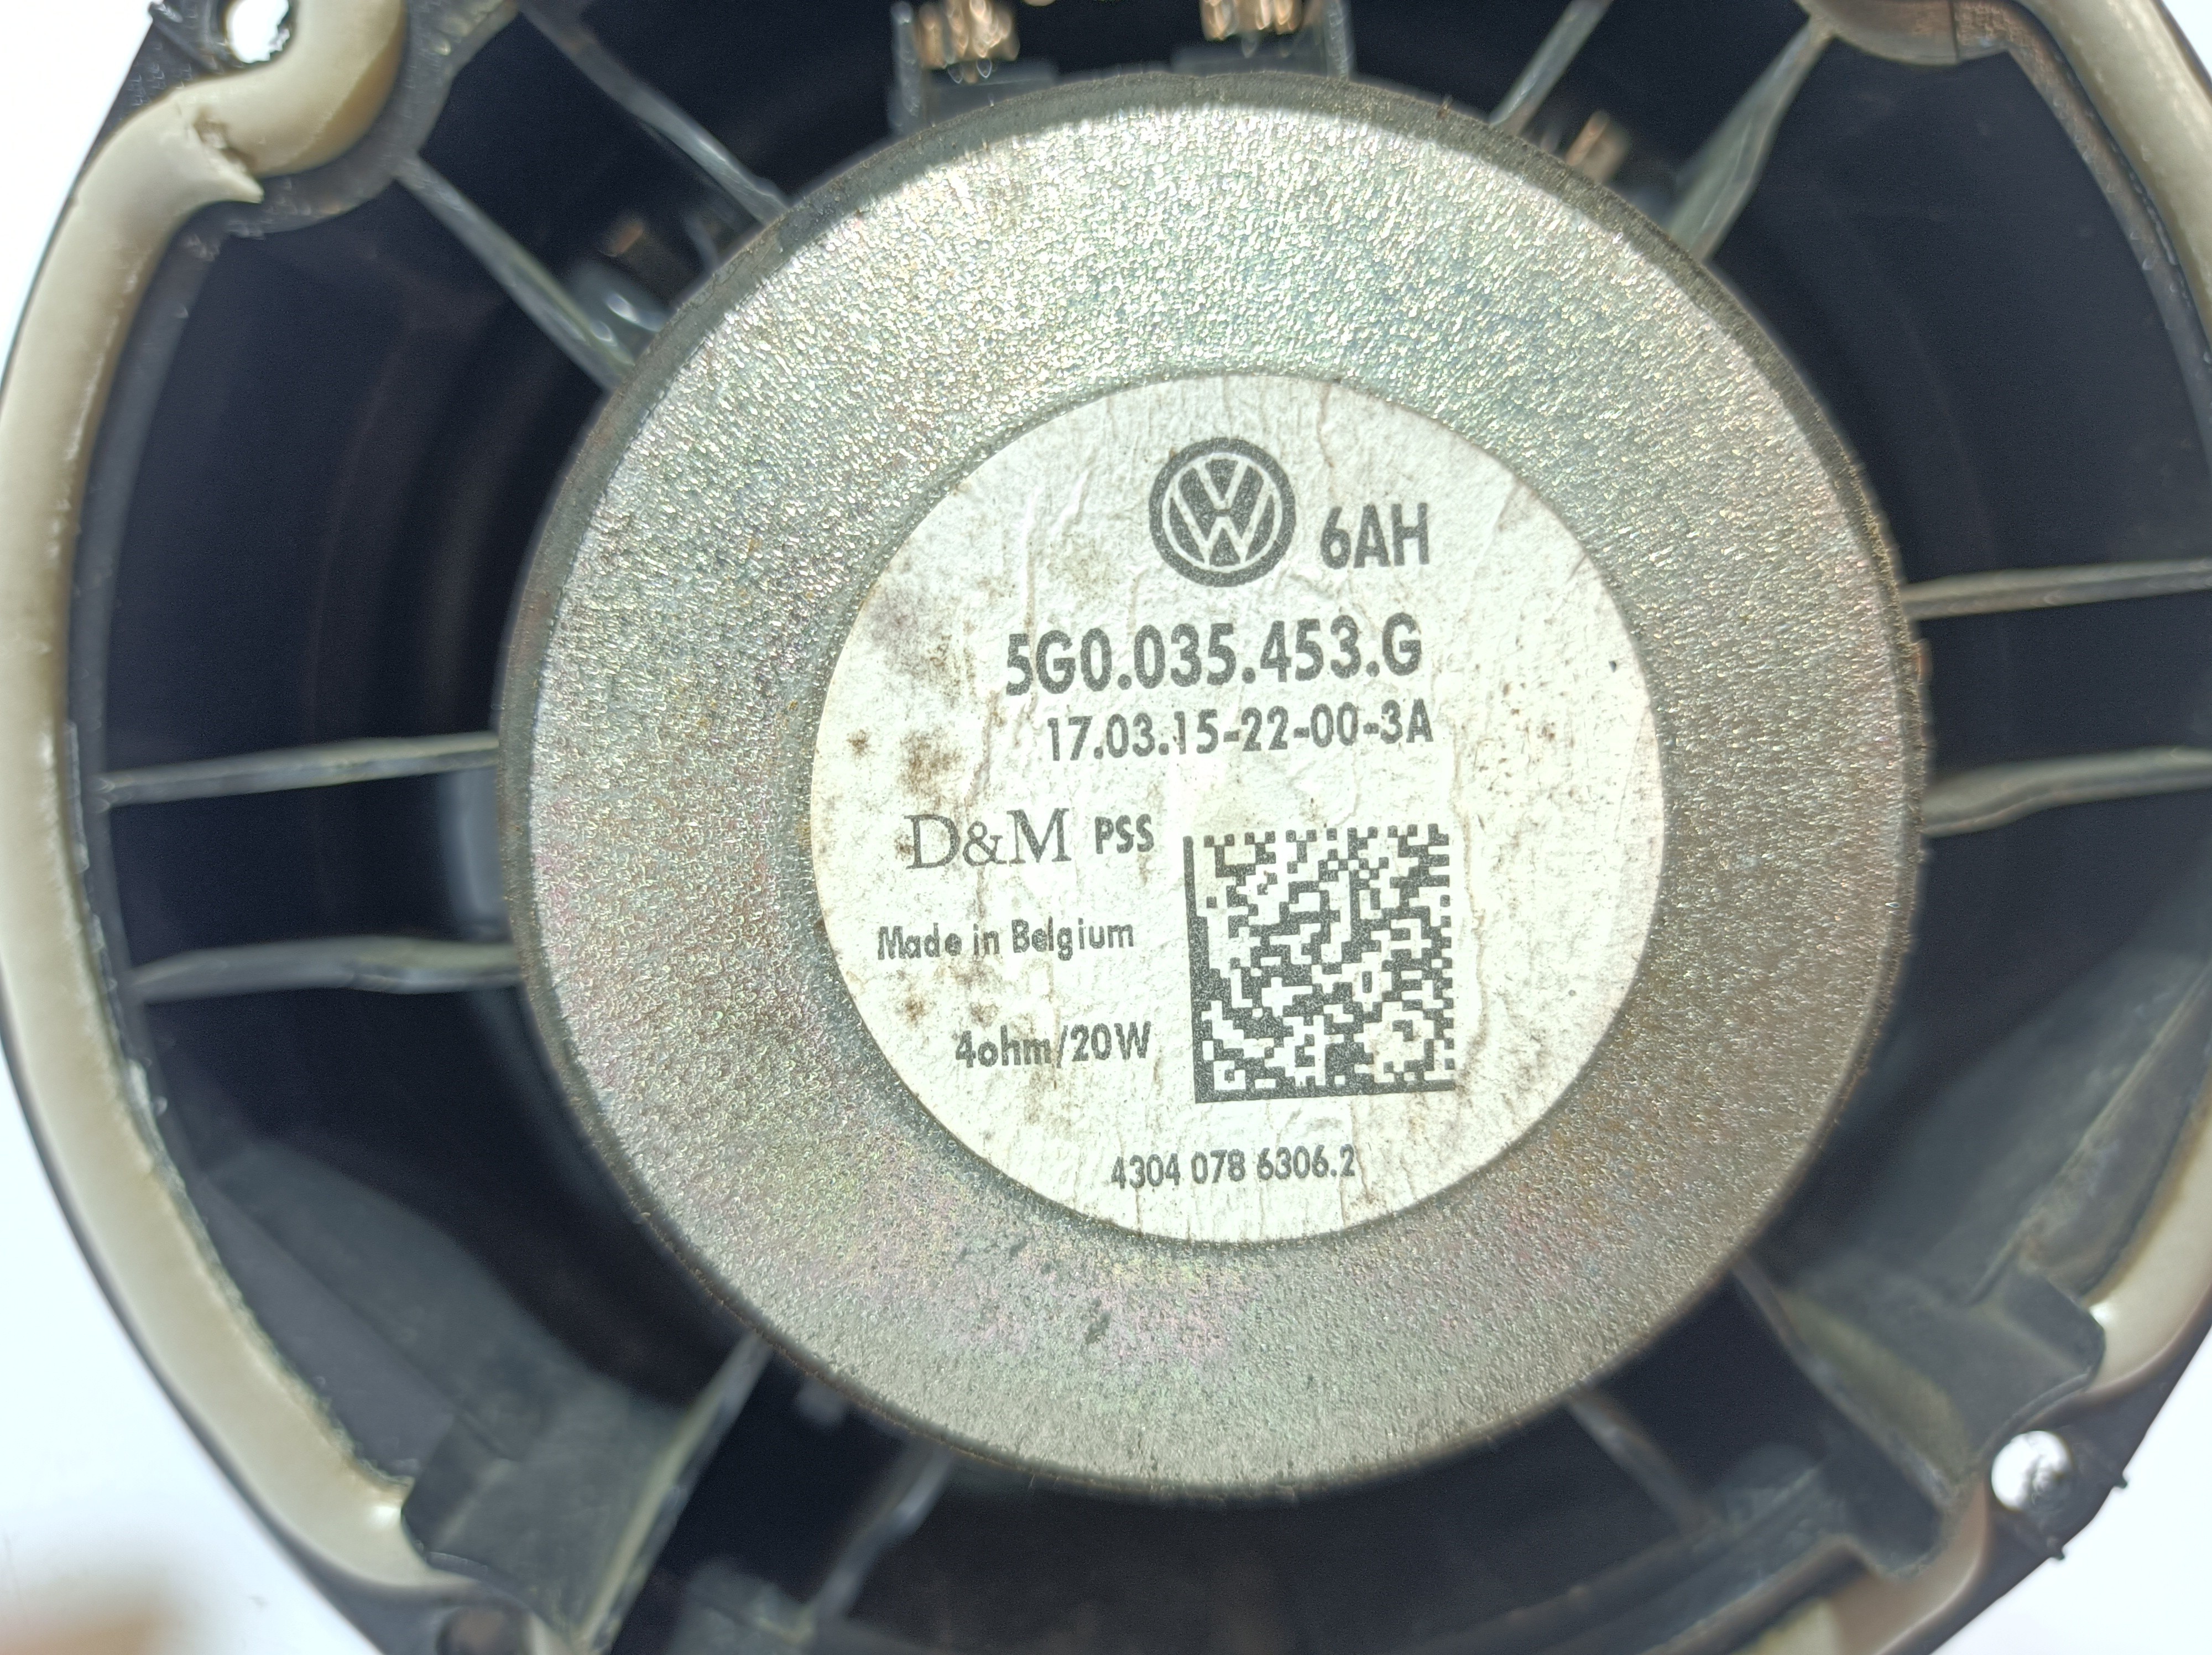 6AH
5G0.035.453.G
17.03.15-22-00-3A
D&M PSS
Made in Belgium
4ohm/20W
4304 078 6306.2